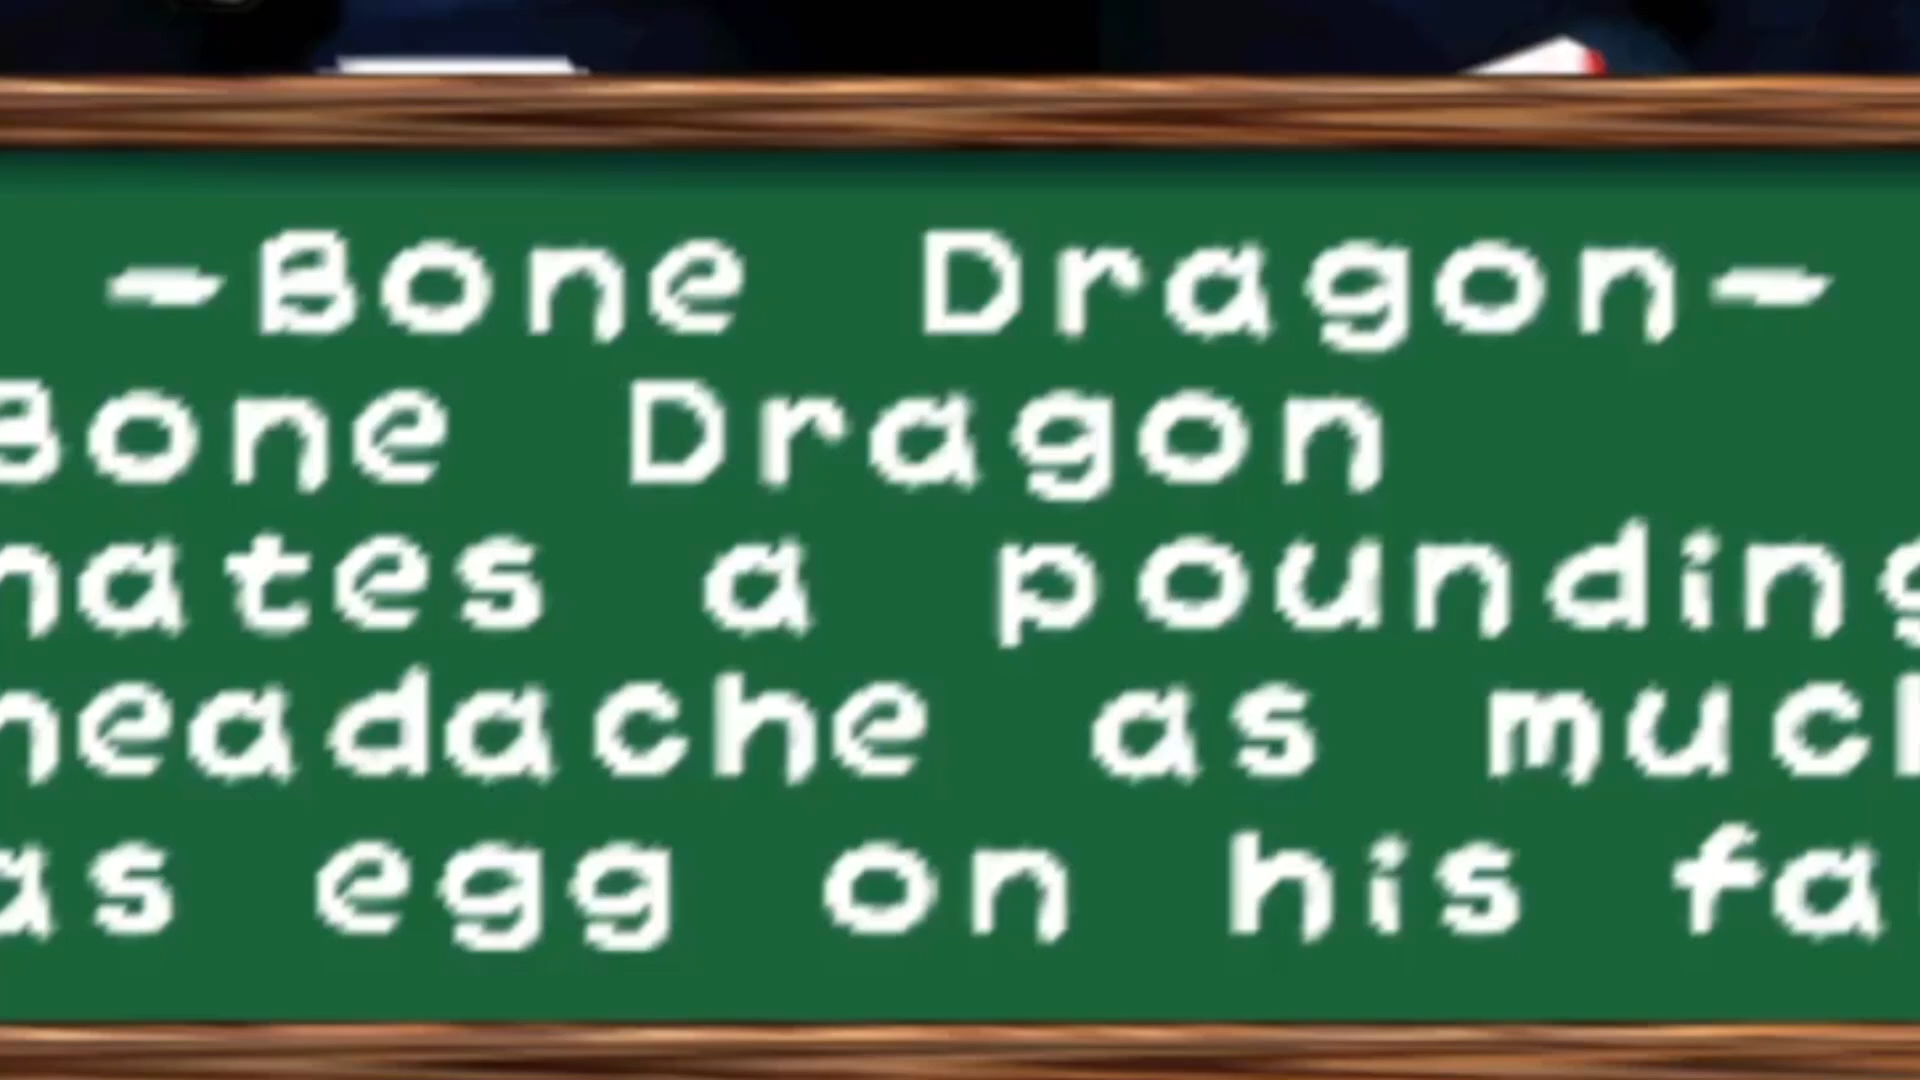 -Bone Dragon-
Bone Dragon
hates a pounding
headache as much
as egg on his fa